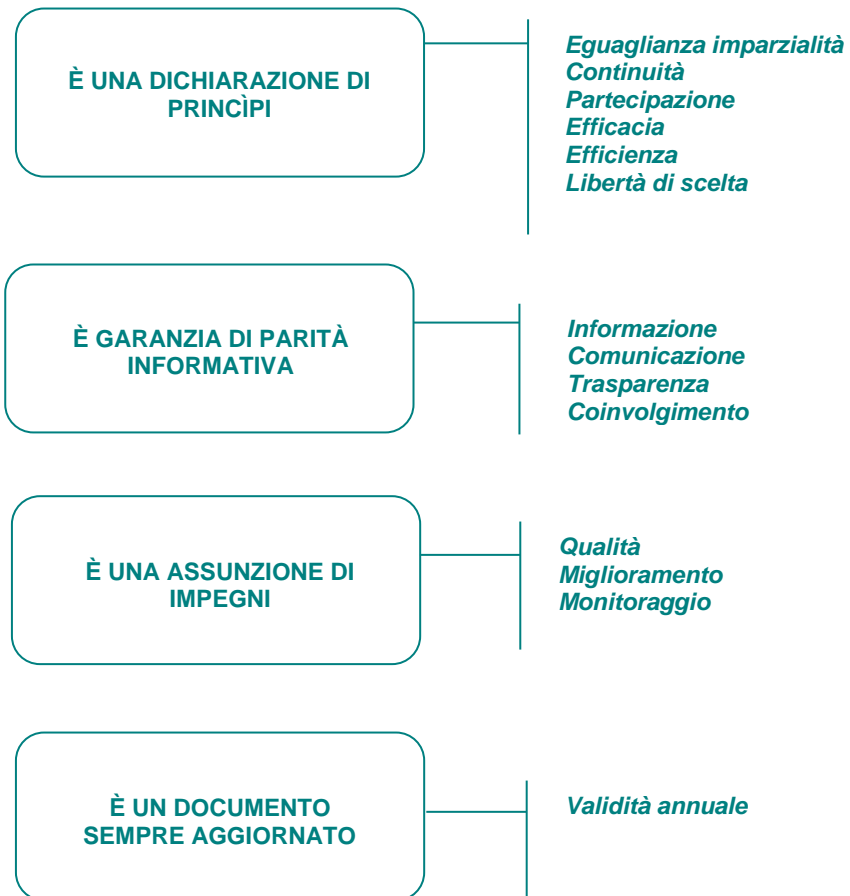 È UNA DICHIARAZIONE DI
PRINCÌPI
Eguaglianza imparzialità
Continuità
Partecipazione
Efficacia
Efficienza
Libertà di scelta
È GARANZIA DI PARITÀ
INFORMATIVA
Informazione
Comunicazione
Trasparenza
Coinvolgimento
È UNA ASSUNZIONE DI
IMPEGNI
Qualità
Miglioramento
Monitoraggio
È UN DOCUMENTO
SEMPRE AGGIORNATO
Validità annuale